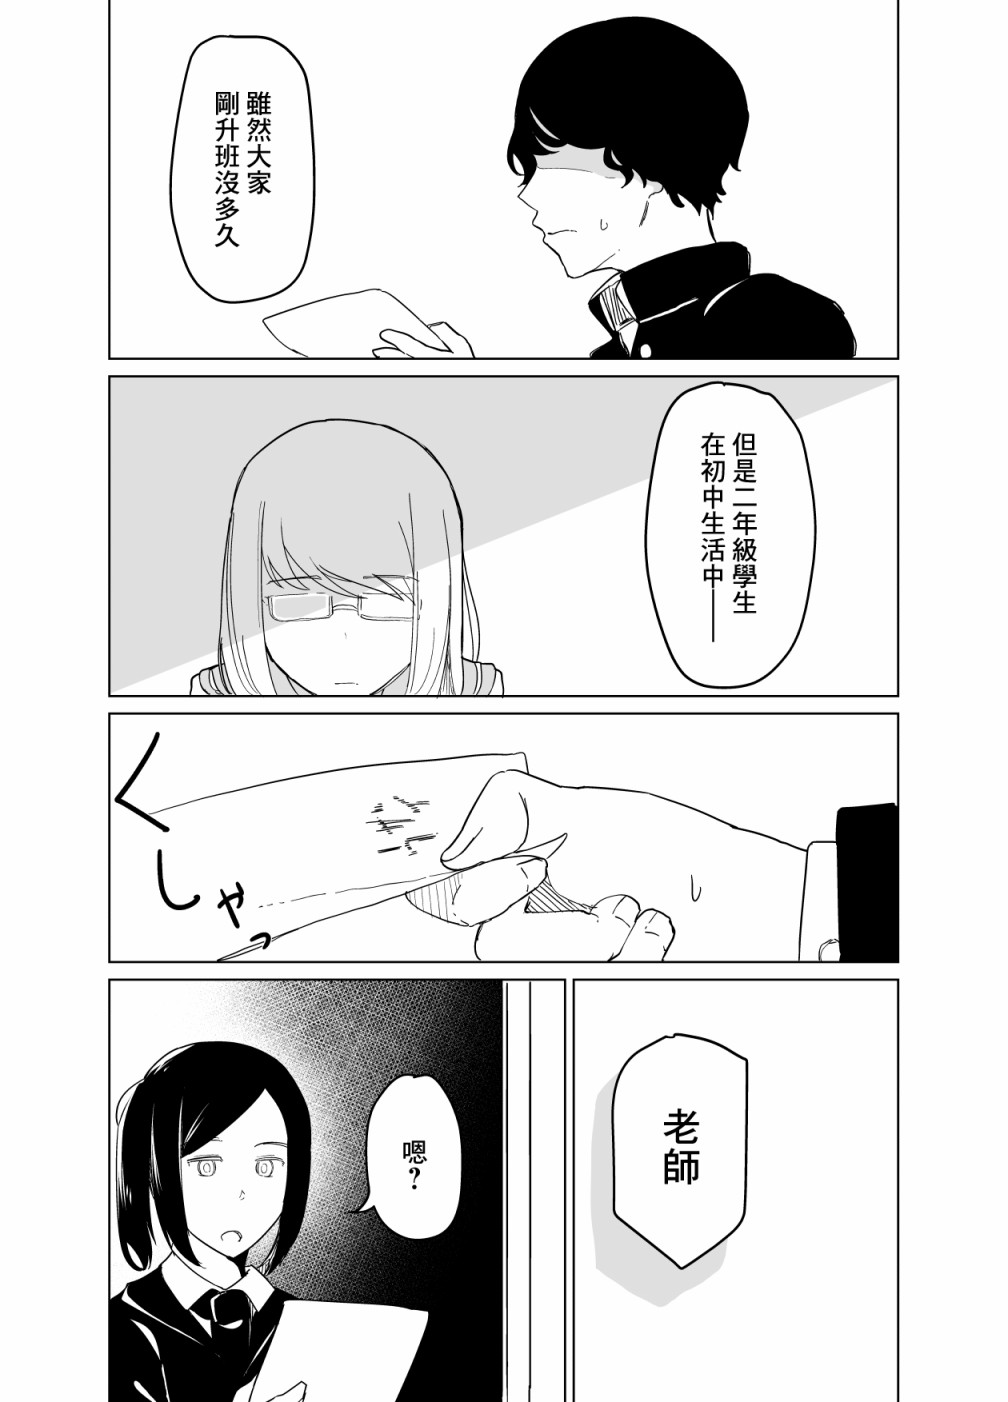 雖然大家
剛升班沒多久
但是二年級學生
在初中生活中——
くしゃっ
老師
嗯？